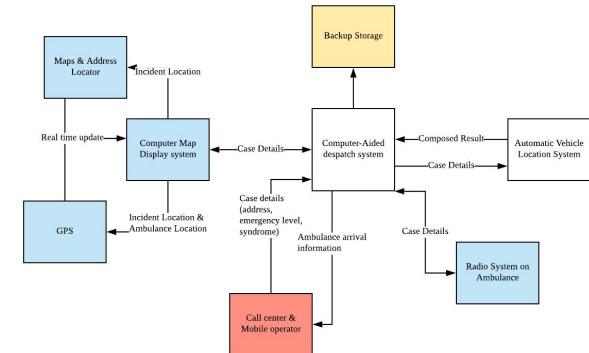 Backup Storage
Maps & Address
Locator
Incident Location
Real time update
Computer Map
Display system
Case Details
Computer-Aided
despatch system
Composed Result
Case Details
Automatic Vehicle
Location System
Case details
(address,
emergency level,
syndrome)
Incident Location &
Ambulance Location
GPS
Ambulance arrival
information
Case Details
Radio System on
Ambulance
Call center &
Mobile operator